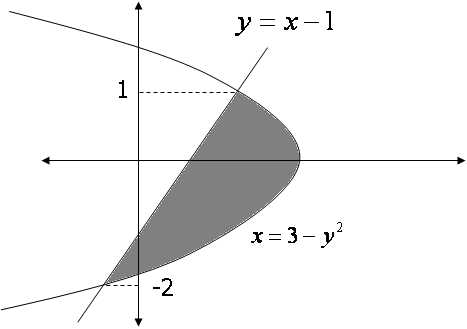 y = x − 1
1
x = 3 − y²
-2